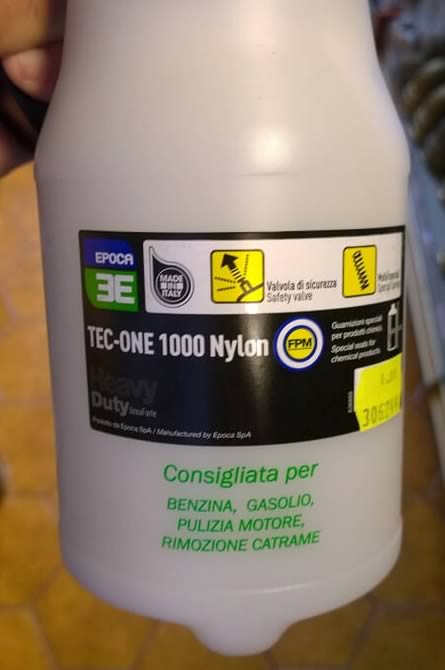 EPOCA
3E
MADE
IN
ITALY
Valvola di sicurezza
Safety valve
TEC-ONE 1000 Nylon
FPM
Guarnizioni speciali
per prodotti chimici.
Special seals for
chemical products.
Heavy
Duty
Prodotto da Epoca SpA / Manufactured by Epoca SpA
Consigliata per
BENZINA, GASOLIO,
PULIZIA MOTORE,
RIMOZIONE CATRAME